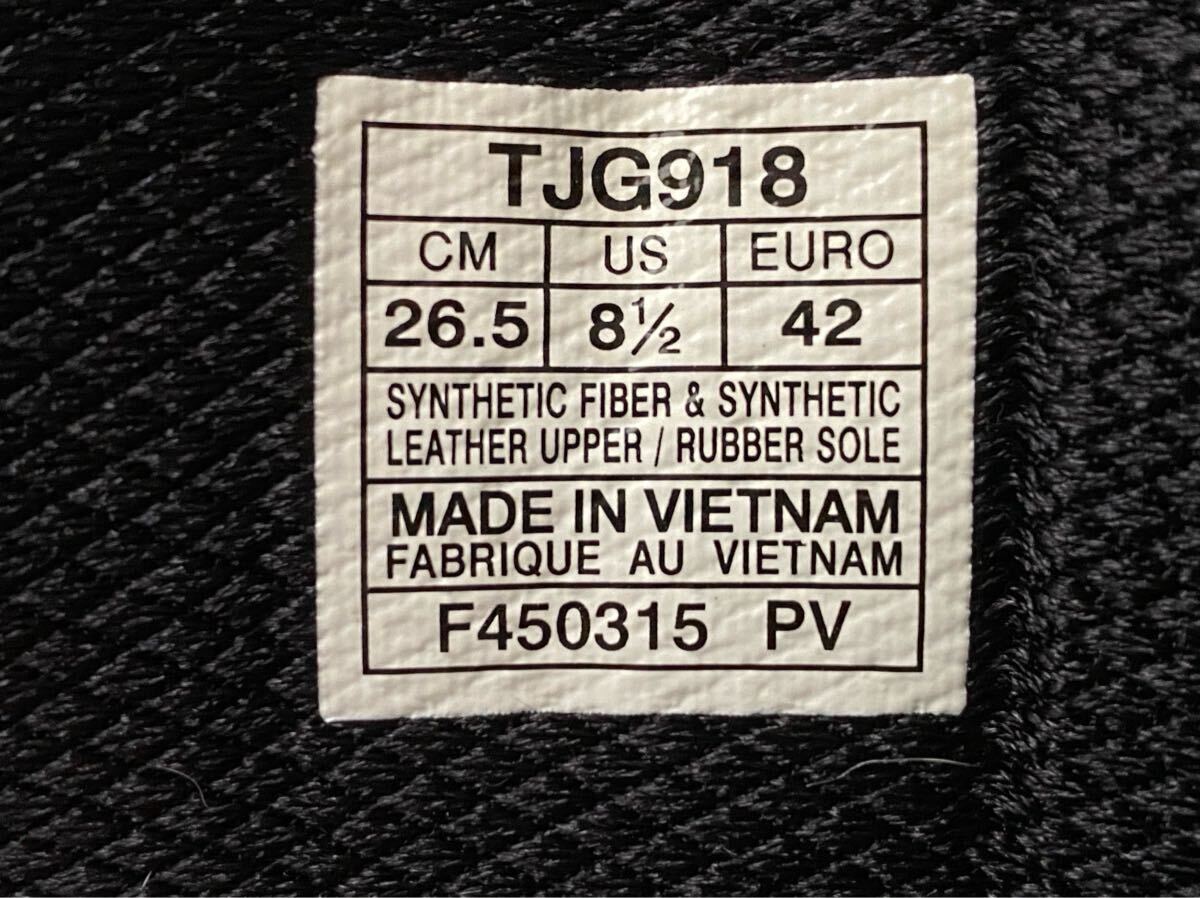 TJG918
CM US EURO
26.5 8½ 42
SYNTHETIC FIBER & SYNTHETIC
LEATHER UPPER / RUBBER SOLE
MADE IN VIETNAM
FABRIQUE AU VIETNAM
F450315 PV